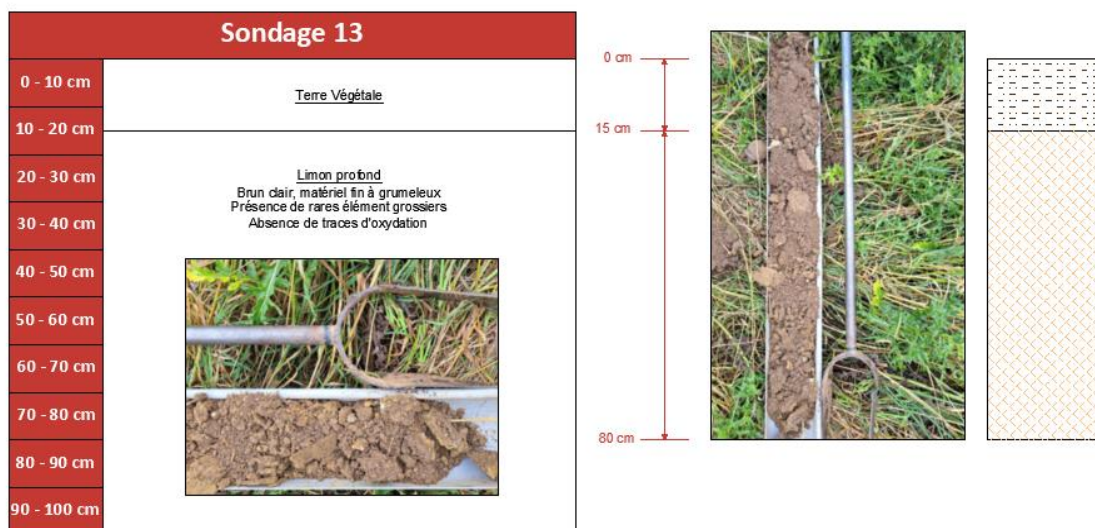 Sondage 13
0 - 10 cm
10 - 20 cm
20 - 30 cm
30 - 40 cm
40 - 50 cm
50 - 60 cm
60 - 70 cm
70 - 80 cm
80 - 90 cm
90 - 100 cm
Terre Végétale
Limon profond
Brun clair, matériel fin à grumeleux
Présence de rares élément grossiers
Absence de traces d'oxydation
0 cm
15 cm
80 cm